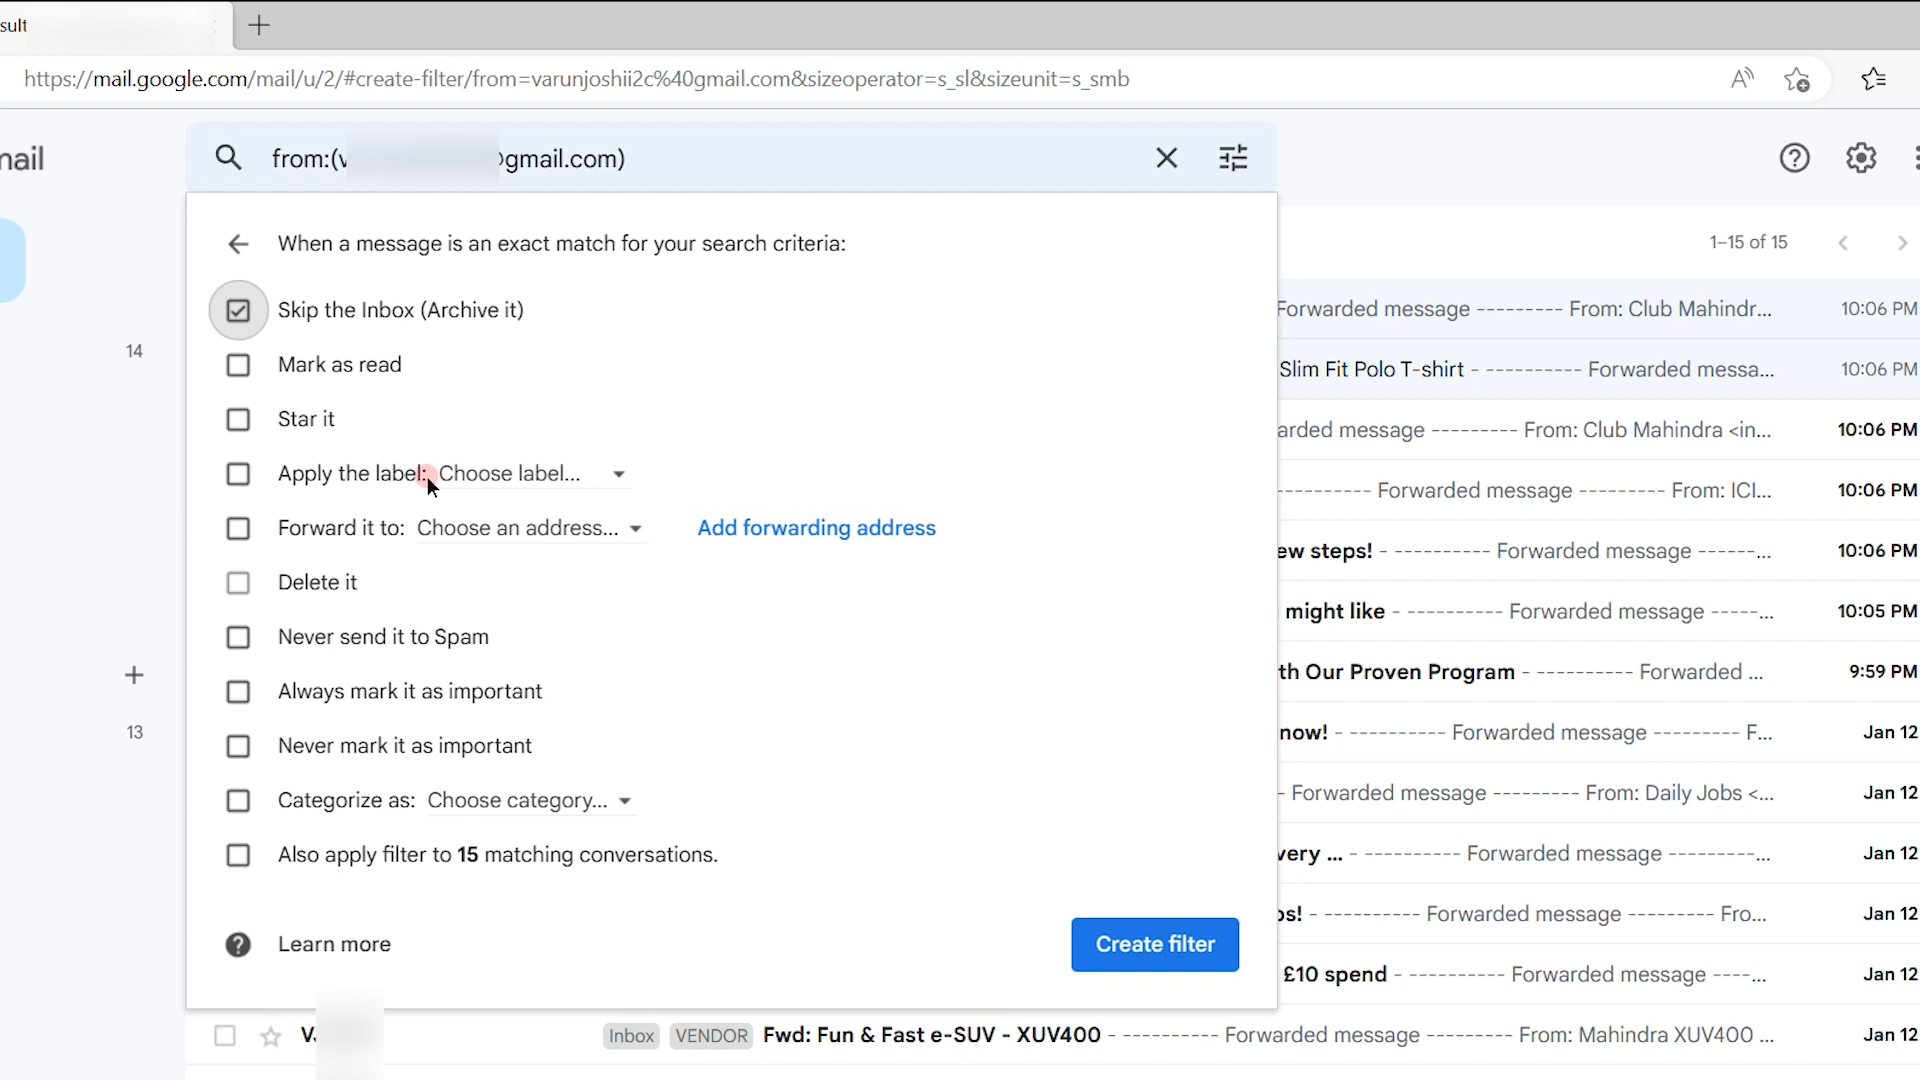 sult
https://mail.google.com/mail/u/2/#create-filter/from=varunjoshii2c%40gmail.com&sizeoperator=s_sl&sizeunit=s_smb
mail
from:(v gmail.com)
When a message is an exact match for your search criteria:
1–15 of 15
Skip the Inbox (Archive it)
Forwarded message --------- From: Club Mahindr... 10:06 PM
14
Mark as read
Slim Fit Polo T-shirt - ---------- Forwarded messa... 10:06 PM
Star it
arded message --------- From: Club Mahindra <in... 10:06 PM
Apply the label: Choose label...
---------- Forwarded message --------- From: ICI... 10:06 PM
Forward it to: Choose an address... Add forwarding address
ew steps! - ---------- Forwarded message ------... 10:06 PM
Delete it
might like - ---------- Forwarded message -----... 10:05 PM
Never send it to Spam
th Our Proven Program - ---------- Forwarded ... 9:59 PM
Always mark it as important
13
now! - ---------- Forwarded message --------- F... Jan 12
Never mark it as important
Categorize as: Choose category...
- Forwarded message --------- From: Daily Jobs <... Jan 12
Also apply filter to 15 matching conversations.
very ... - ---------- Forwarded message ---------... Jan 12
ps! - ---------- Forwarded message --------- Fro... Jan 12
Learn more
Create filter
£10 spend - ---------- Forwarded message ----... Jan 12
V Inbox VENDOR Fwd: Fun & Fast e-SUV - XUV400 - ---------- Forwarded message --------- From: Mahindra XUV400 ... Jan 12